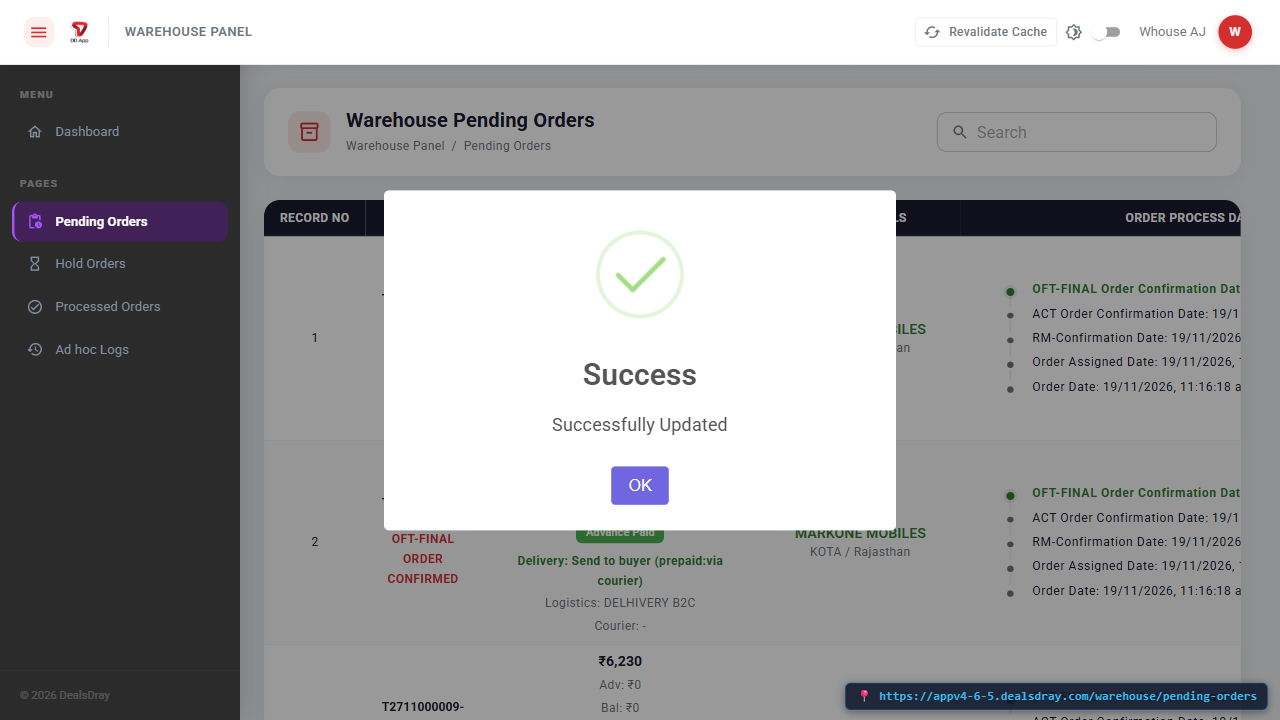 DD App
WAREHOUSE PANEL
Revalidate Cache
Whouse AJ
W
MENU
Dashboard
PAGES
Pending Orders
Hold Orders
Processed Orders
Ad hoc Logs
© 2026 DealsDray
Warehouse Pending Orders
Warehouse Panel / Pending Orders
Search
RECORD NO
LS
ORDER PROCESS DA
1
ILES
an
OFT-FINAL Order Confirmation Dat
ACT Order Confirmation Date: 19/1
RM-Confirmation Date: 19/11/2026
Order Assigned Date: 19/11/2026,
Order Date: 19/11/2026, 11:16:18 a
Success
Successfully Updated
OK
2
OFT-FINAL
ORDER
CONFIRMED
Advance Paid
Delivery: Send to buyer (prepaid:via
courier)
Logistics: DELHIVERY B2C
Courier: -
MARKONE MOBILES
KOTA / Rajasthan
OFT-FINAL Order Confirmation Dat
ACT Order Confirmation Date: 19/1
RM-Confirmation Date: 19/11/2026
Order Assigned Date: 19/11/2026,
Order Date: 19/11/2026, 11:16:18 a
T2711000009-
₹6,230
Adv: ₹0
Bal: ₹0
https://appv4-6-5.dealsdray.com/warehouse/pending-orders